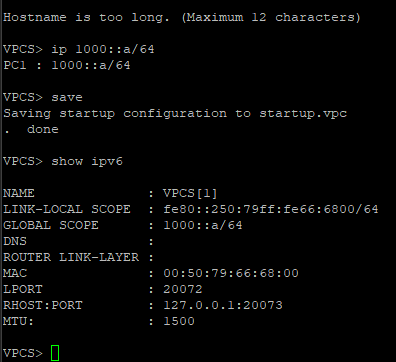 Hostname is too long. (Maximum 12 characters)
VPCS> ip 1000::a/64
PC1 : 1000::a/64
VPCS> save
Saving startup configuration to startup.vpc
.  done
VPCS> show ipv6
NAME              : VPCS[1]
LINK-LOCAL SCOPE  : fe80::250:79ff:fe66:6800/64
GLOBAL SCOPE      : 1000::a/64
DNS               :
ROUTER LINK-LAYER :
MAC               : 00:50:79:66:68:00
LPORT             : 20072
RHOST:PORT        : 127.0.0.1:20073
MTU:              : 1500
VPCS>